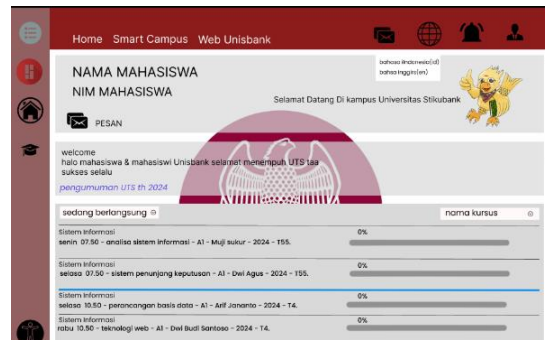 Home Smart Campus Web Unisbank
NAMA MAHASISWA
NIM MAHASISWA
PESAN
bahasa Indonesia(id)
bahsa inggris(en)
Selamat Datang Di kampus Universitas Stikubank
welcome
halo mahasiswa & mahasiswi Unisbank selamat menempuh UTS taa
sukses selalu
pengumuman UTS th 2024
sedang berlangsung
nama kursus
Sistem Informasi 0%
senin 07.50 - analisa sistem informasi - A1 - Muji sukur - 2024 - T55.
Sistem Informasi 0%
selasa 07.50 - sistem penunjang keputusan - A1 - Dwi Agus - 2024 - T55.
Sistem Informasi 0%
selasa 10.50 - perancangan basis data - A1 - Arif Jananto - 2024 - T4.
Sistem Informasi 0%
rabu 10.50 - teknologi web - A1 - Dwi Budi Santoso - 2024 - T4.